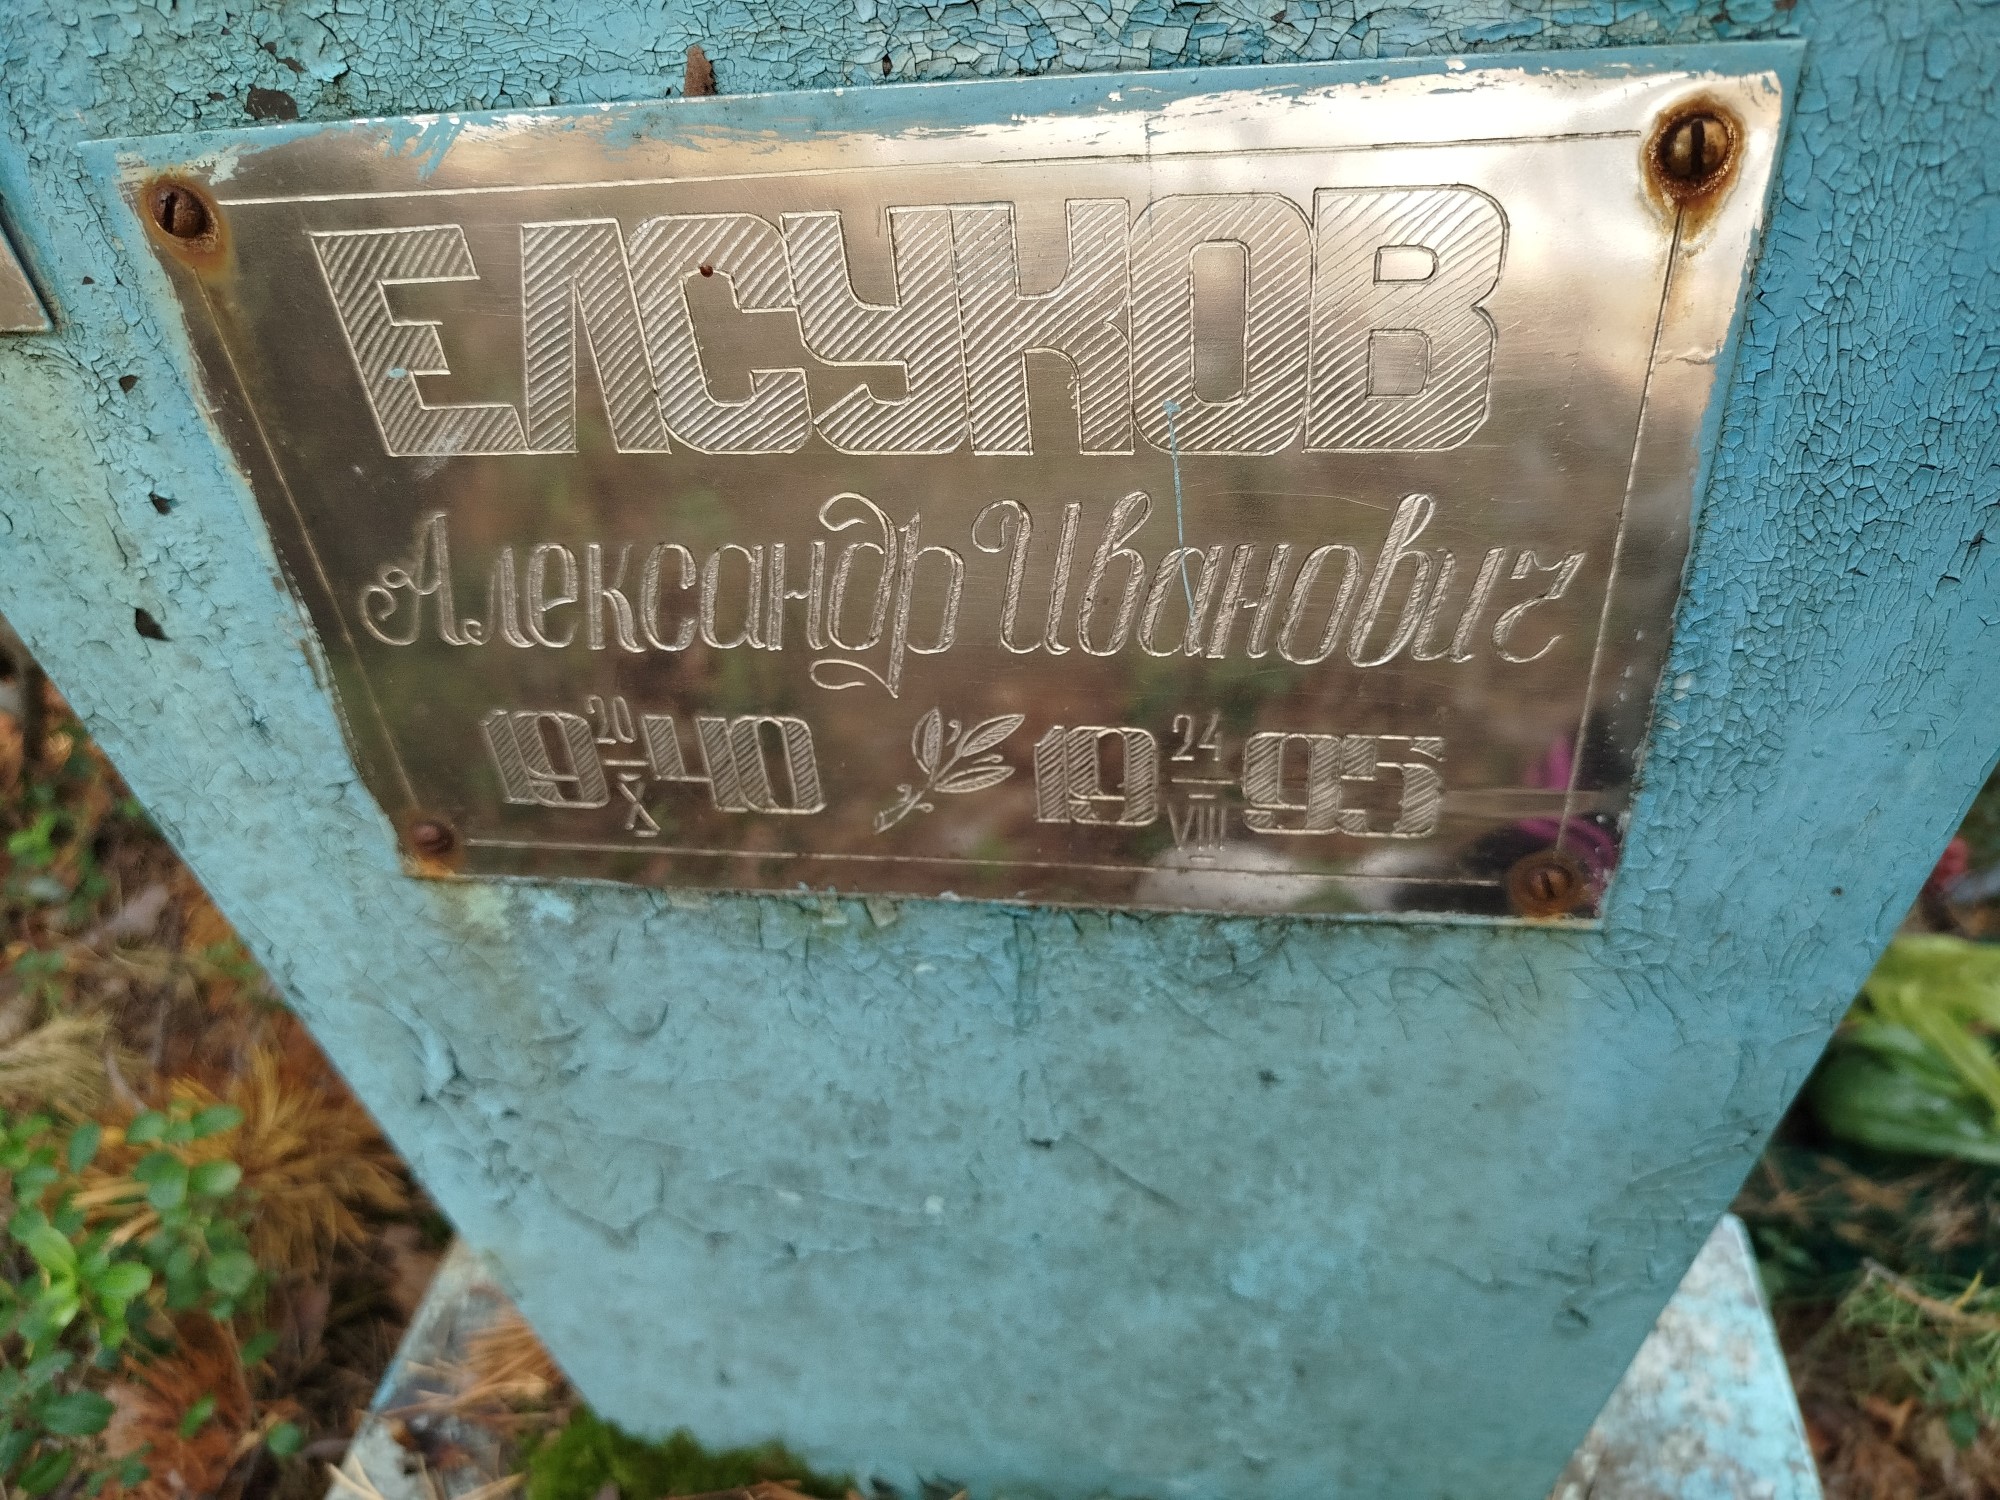 ЕЛСУКОВ
Александр Иванович
19 20/X 40 19 24/VIII 95